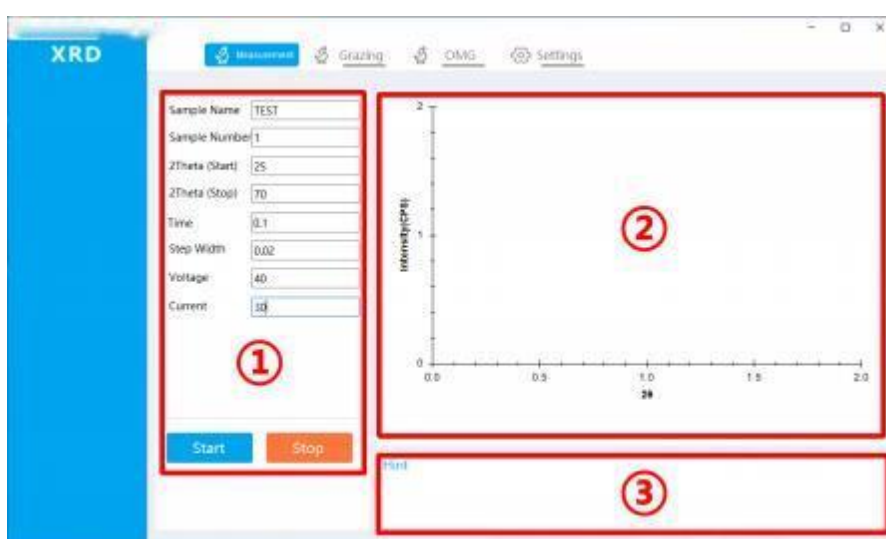 XRD
Measurement Grazing OMG Settings
Sample Name TEST
Sample Number 1
2Theta (Start) 25
2Theta (Stop) 70
Time 0.1
Step Width 0.02
Voltage 40
Current 30
①
Start Stop
2
1
0
Intensity(CPS)
②
0.0 0.5 1.0 1.5 2.0
2θ
Hint
③